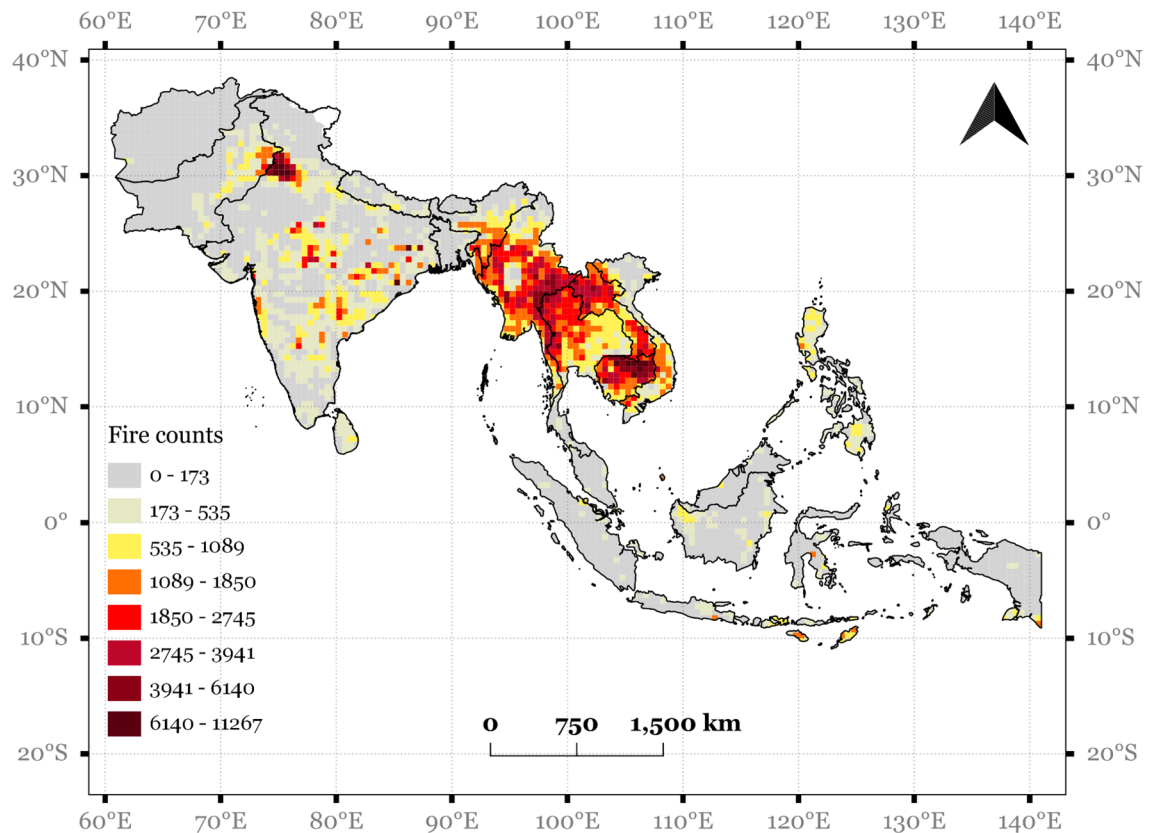 60°E 70°E 80°E 90°E 100°E 110°E 120°E 130°E 140°E
40°N 40°N
30°N 30°N
20°N 20°N
10°N 10°N
Fire counts
0 - 173
173 - 535
0° 0°
535 - 1089
1089 - 1850
1850 - 2745
10°S 10°S
2745 - 3941
3941 - 6140
6140 - 11267
0 750 1,500 km
20°S 20°S
60°E 70°E 80°E 90°E 100°E 110°E 120°E 130°E 140°E